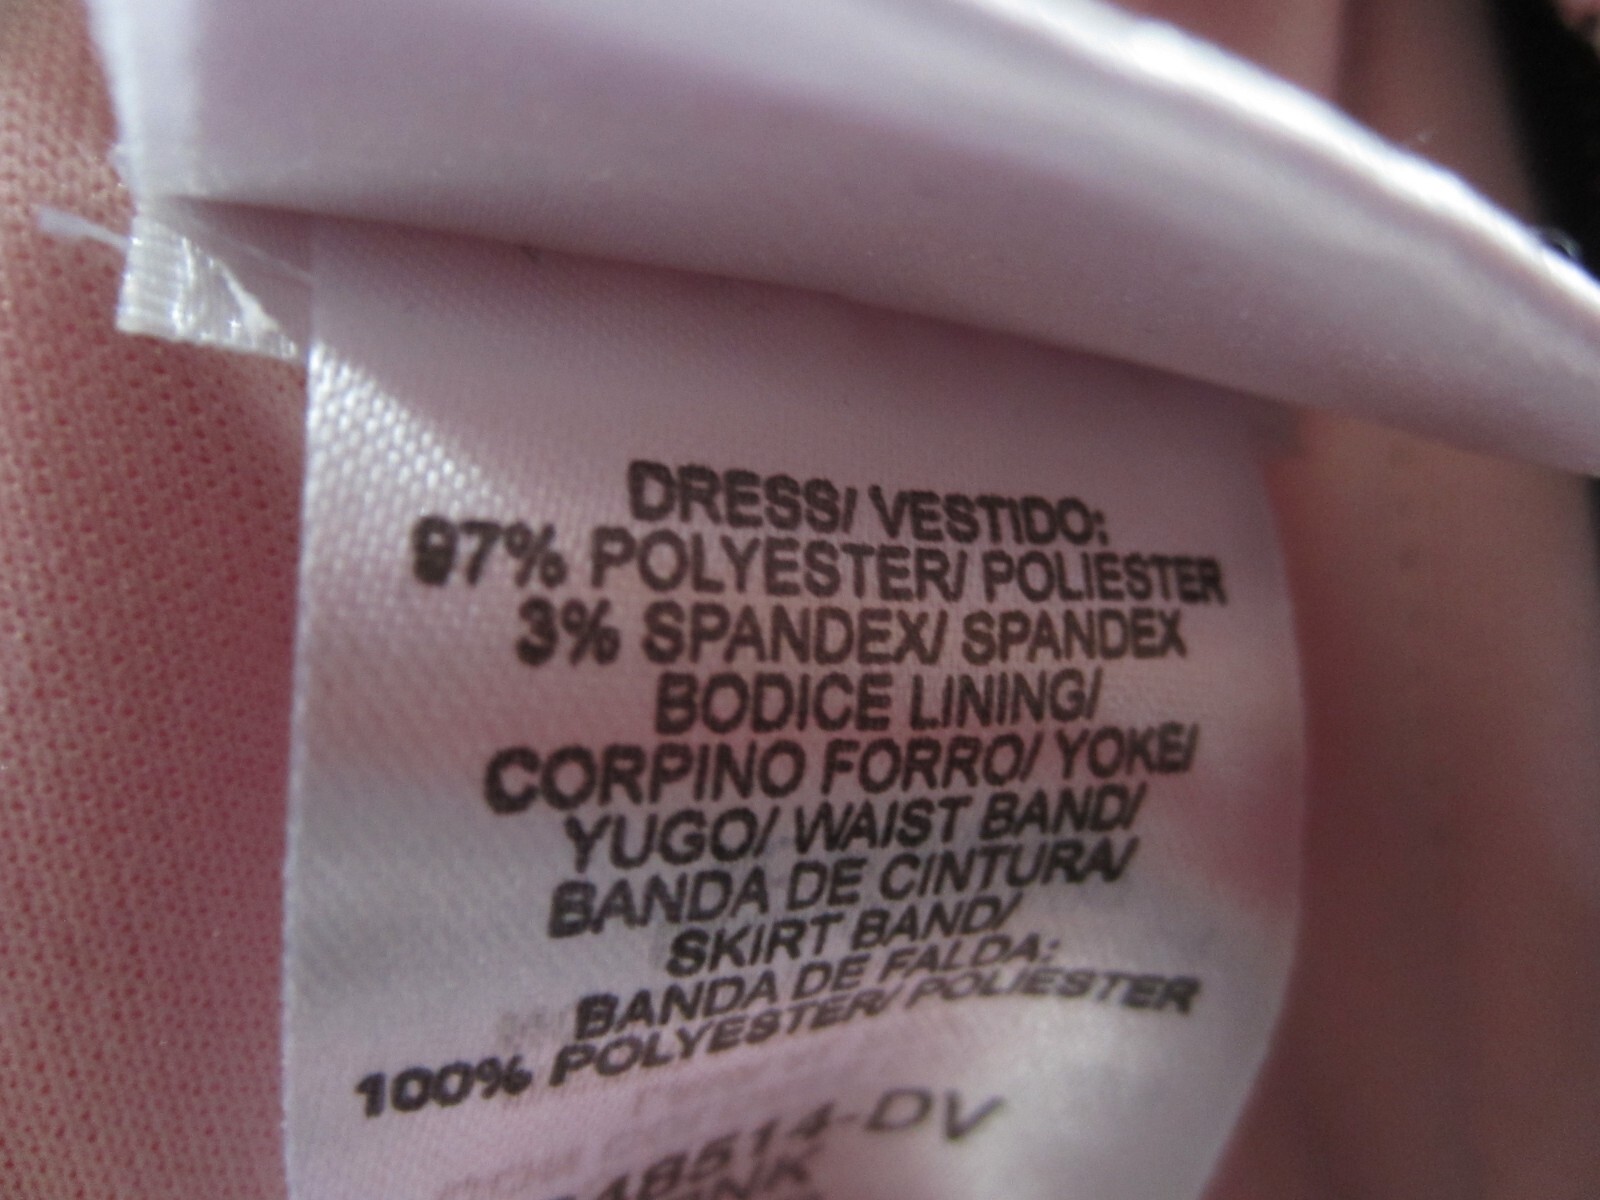 DRESS/ VESTIDO:
97% POLYESTER/ POLIESTER
3% SPANDEX/ SPANDEX
BODICE LINING/
CORPINO FORRO/ YOKE/
YUGO/ WAIST BAND/
BANDA DE CINTURA/
SKIRT BAND/
BANDA DE FALDA:
100% POLYESTER/ POLIESTER